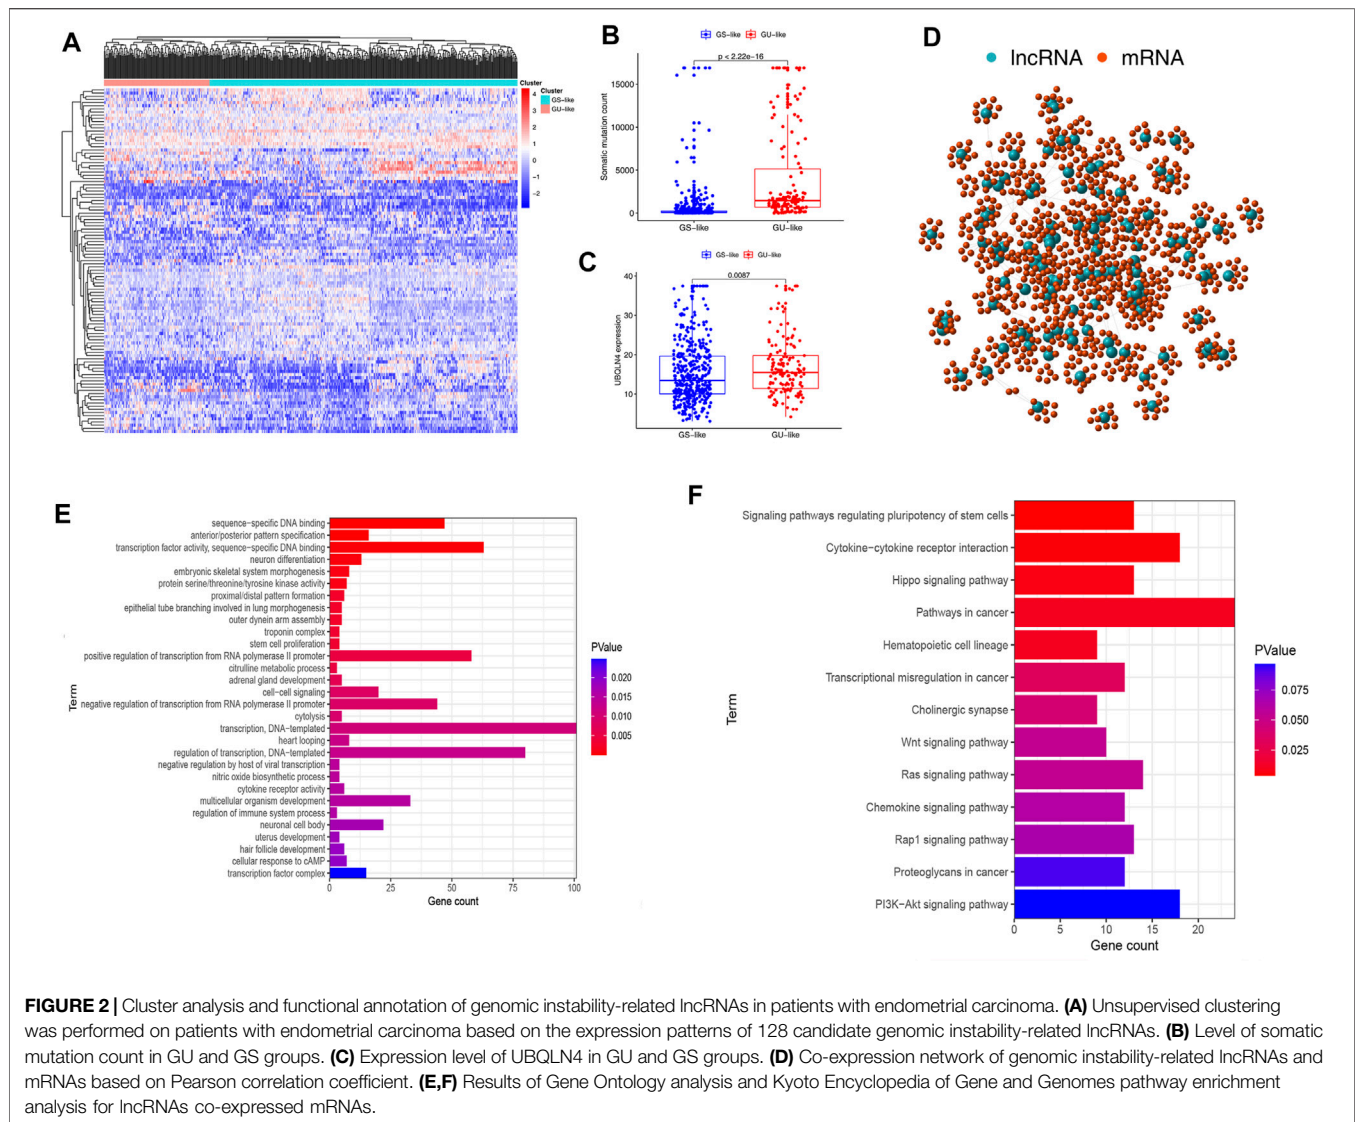 A
Cluster
4
3
2
1
0
−1
−2
Cluster
GS−like
GU−like
B
GS−like GU−like
p < 2.22e−16
Somatic mutation count
15000
10000
5000
0
GS−like GU−like
C
GS−like GU−like
0.0087
UBQLN4 expression
40
30
20
10
GS−like GU−like
D
lncRNA mRNA
E
Term
sequence−specific DNA binding
anterior/posterior pattern specification
transcription factor activity, sequence−specific DNA binding
neuron differentiation
embryonic skeletal system morphogenesis
protein serine/threonine/tyrosine kinase activity
proximal/distal pattern formation
epithelial tube branching involved in lung morphogenesis
outer dynein arm assembly
troponin complex
stem cell proliferation
positive regulation of transcription from RNA polymerase II promoter
citrulline metabolic process
adrenal gland development
cell−cell signaling
negative regulation of transcription from RNA polymerase II promoter
cytolysis
transcription, DNA−templated
heart looping
regulation of transcription, DNA−templated
negative regulation by host of viral transcription
nitric oxide biosynthetic process
cytokine receptor activity
multicellular organism development
regulation of immune system process
neuronal cell body
uterus development
hair follicle development
cellular response to cAMP
transcription factor complex
0 25 50 75 100
Gene count
PValue
0.020
0.015
0.010
0.005
F
Term
Signaling pathways regulating pluripotency of stem cells
Cytokine−cytokine receptor interaction
Hippo signaling pathway
Pathways in cancer
Hematopoietic cell lineage
Transcriptional misregulation in cancer
Cholinergic synapse
Wnt signaling pathway
Ras signaling pathway
Chemokine signaling pathway
Rap1 signaling pathway
Proteoglycans in cancer
PI3K−Akt signaling pathway
0 5 10 15 20
Gene count
PValue
0.075
0.050
0.025
FIGURE 2 | Cluster analysis and functional annotation of genomic instability-related lncRNAs in patients with endometrial carcinoma. (A) Unsupervised clustering
was performed on patients with endometrial carcinoma based on the expression patterns of 128 candidate genomic instability-related lncRNAs. (B) Level of somatic
mutation count in GU and GS groups. (C) Expression level of UBQLN4 in GU and GS groups. (D) Co-expression network of genomic instability-related lncRNAs and
mRNAs based on Pearson correlation coefficient. (E,F) Results of Gene Ontology analysis and Kyoto Encyclopedia of Gene and Genomes pathway enrichment
analysis for lncRNAs co-expressed mRNAs.